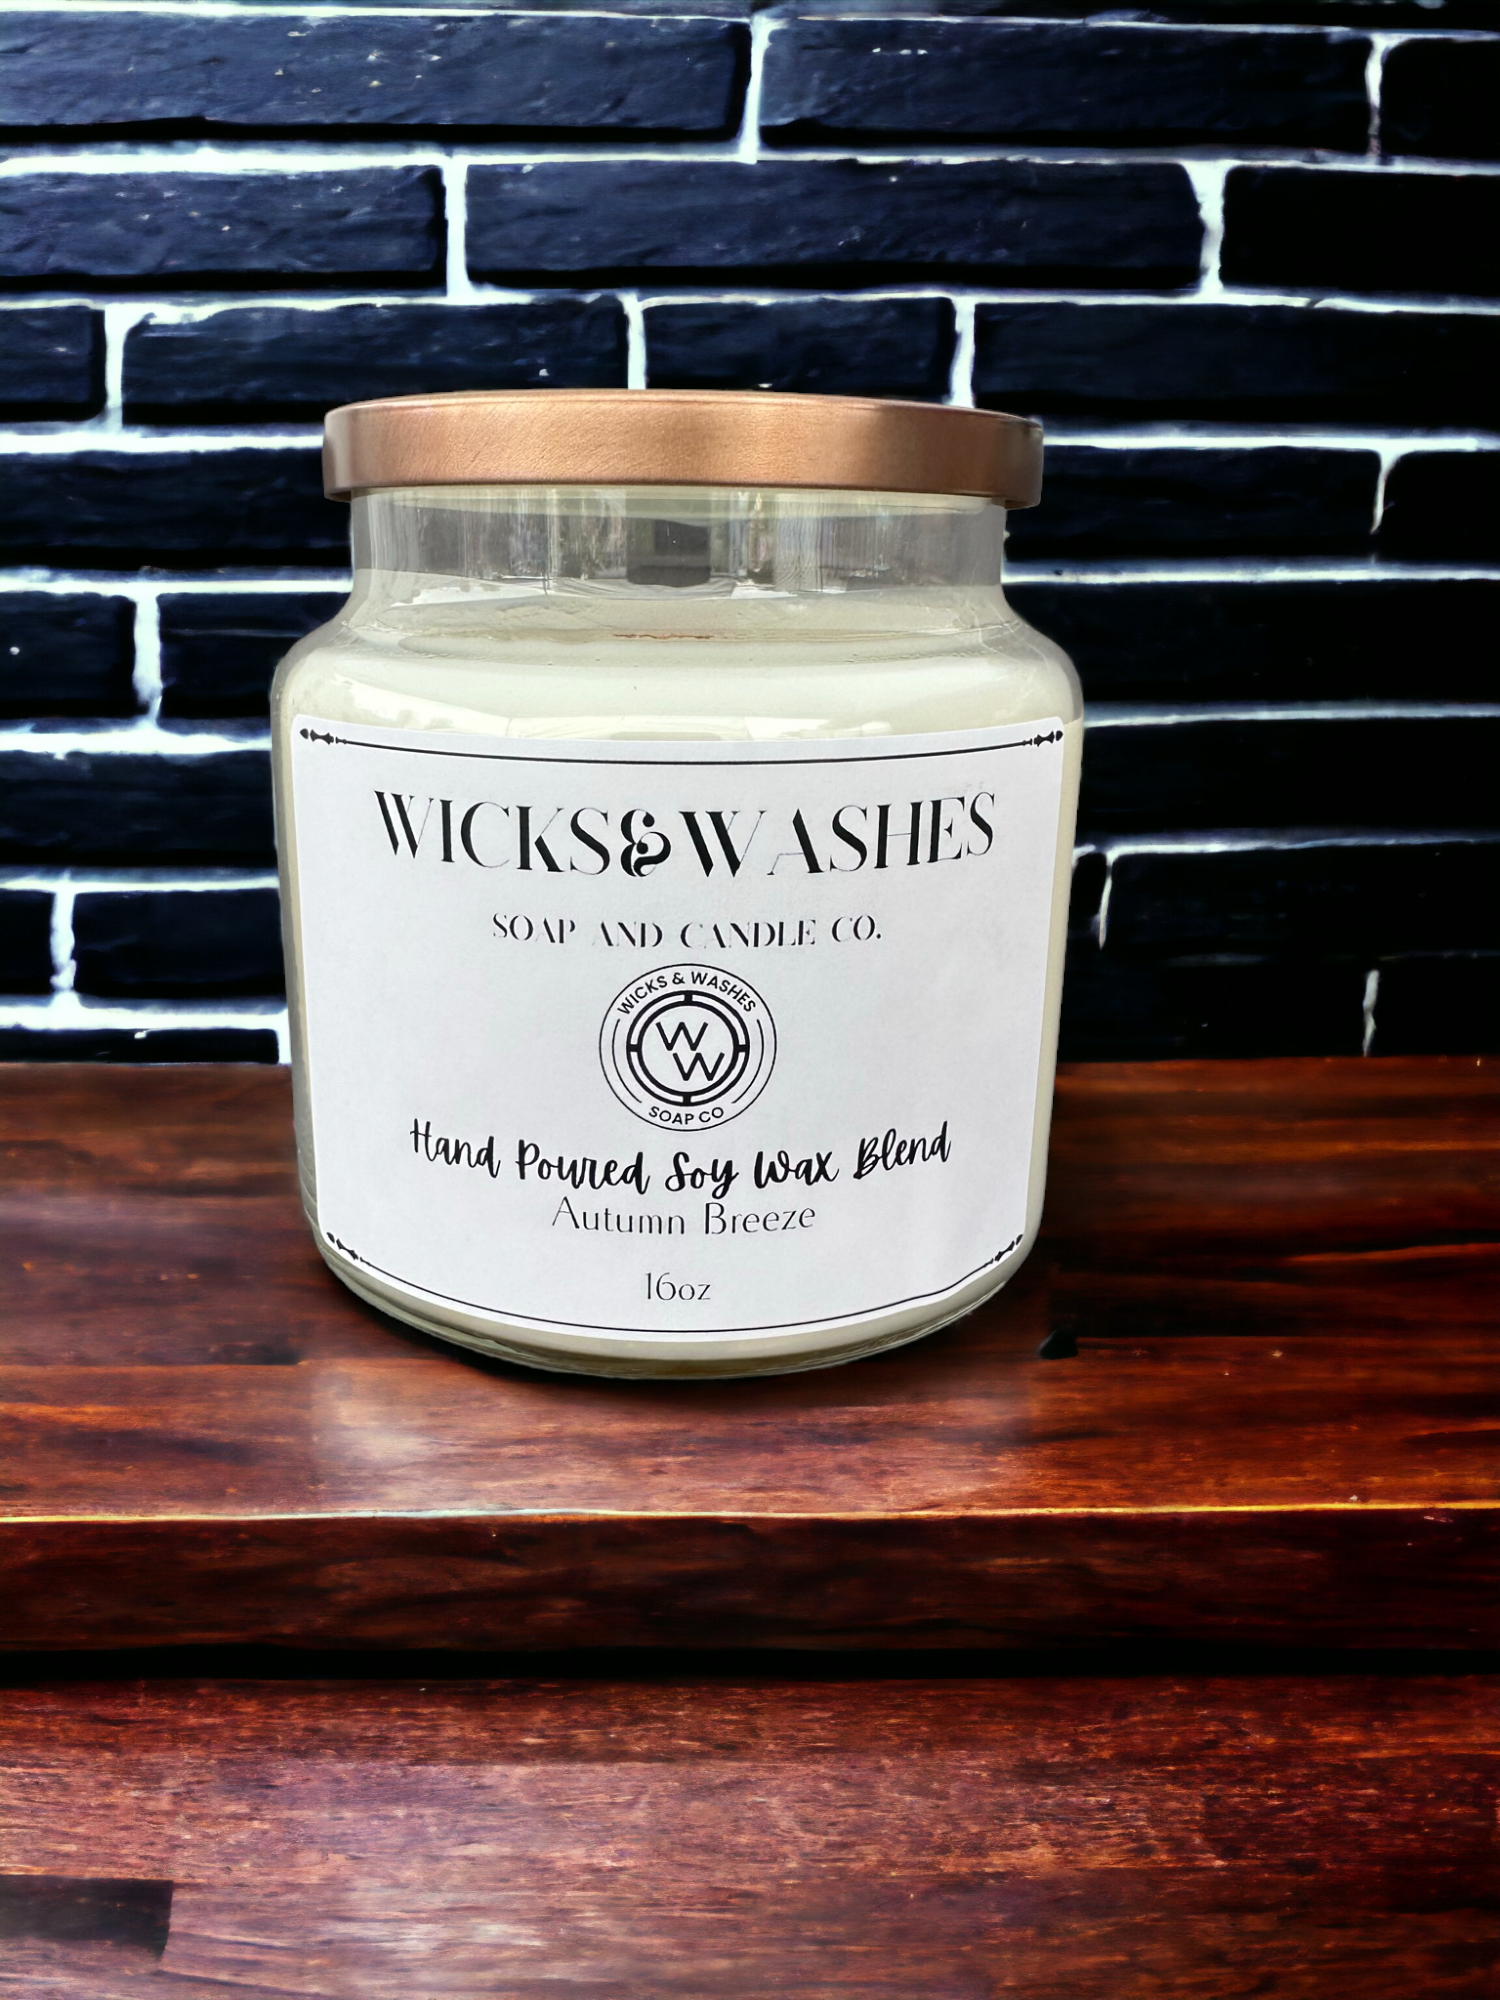 WICKS&WASHES
SOAP AND CANDLE CO.
WICKS & WASHES
WW
SOAP CO
Hand Poured Soy Wax Blend
Autumn Breeze
16oz